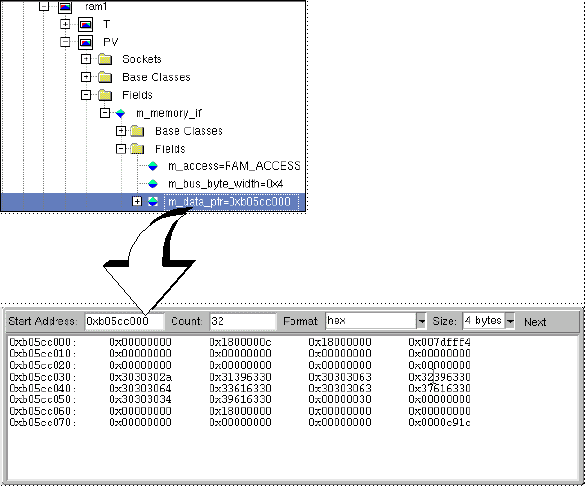 ram1
T
PV
Sockets
Base Classes
Fields
m_memory_if
Base Classes
Fields
m_access=RAM_ACCESS
m_bus_byte_width=0x4
m_data_ptr=0xb05cc000
Start Address: 0xb05cc000 Count: 32 Format hex Size: 4 bytes Next
0xb05cc000: 0x00000000 0x1800000c 0x18000000 0x007dfff4
0xb05cc010: 0x00000000 0x00000000 0x00000000 0x00000000
0xb05cc020: 0x00000000 0x00000000 0x00000000 0x00000000
0xb05cc030: 0x3030302a 0x31396330 0x30303063 0x32396330
0xb05cc040: 0x30303064 0x33616330 0x30303063 0x37616330
0xb05cc050: 0x30303034 0x39616330 0x00000030 0x00000000
0xb05cc060: 0x00000000 0x18000000 0x00000000 0x00000000
0xb05cc070: 0x00000000 0x00000000 0x00000000 0x0000c91c